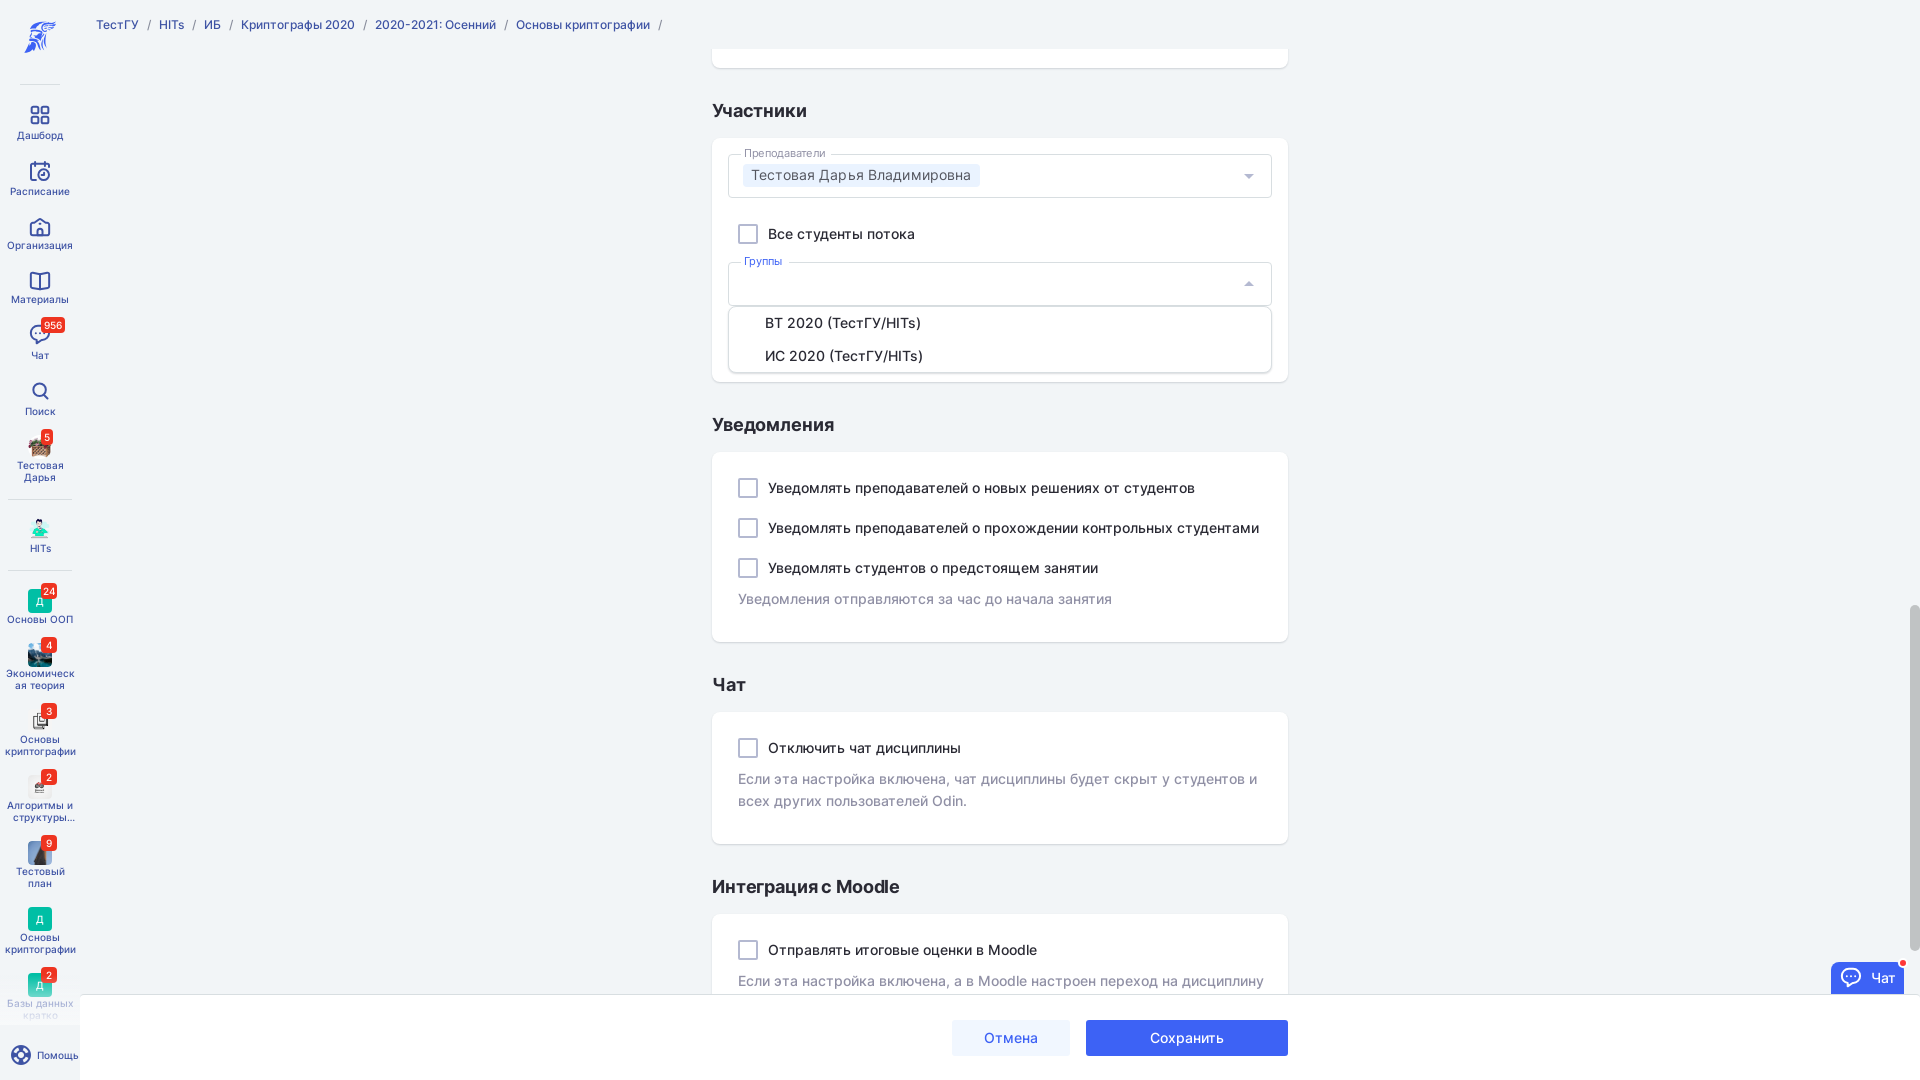 ТестГУ / HITs / ИБ / Криптографы 2020 / 2020-2021: Осенний / Основы криптографии /
Дашборд
Расписание
Организация
Материалы
956
Чат
Поиск
5
Тестовая
Дарья
HITs
24
Д
Основы ООП
4
Экономическ
ая теория
3
Основы
криптографии
2
Алгоритмы и
структуры...
9
Тестовый
план
Д
Основы
криптографии
2
Д
Базы данных
кратко
Помощь
Участники
Преподаватели
Тестовая Дарья Владимировна
Все студенты потока
Группы
ВТ 2020 (ТестГУ/HITs)
ИС 2020 (ТестГУ/HITs)
Уведомления
Уведомлять преподавателей о новых решениях от студентов
Уведомлять преподавателей о прохождении контрольных студентами
Уведомлять студентов о предстоящем занятии
Уведомления отправляются за час до начала занятия
Чат
Отключить чат дисциплины
Если эта настройка включена, чат дисциплины будет скрыт у студентов и
всех других пользователей Odin.
Интеграция с Moodle
Отправлять итоговые оценки в Moodle
Если эта настройка включена, а в Moodle настроен переход на дисциплину
Чат
Отмена
Сохранить